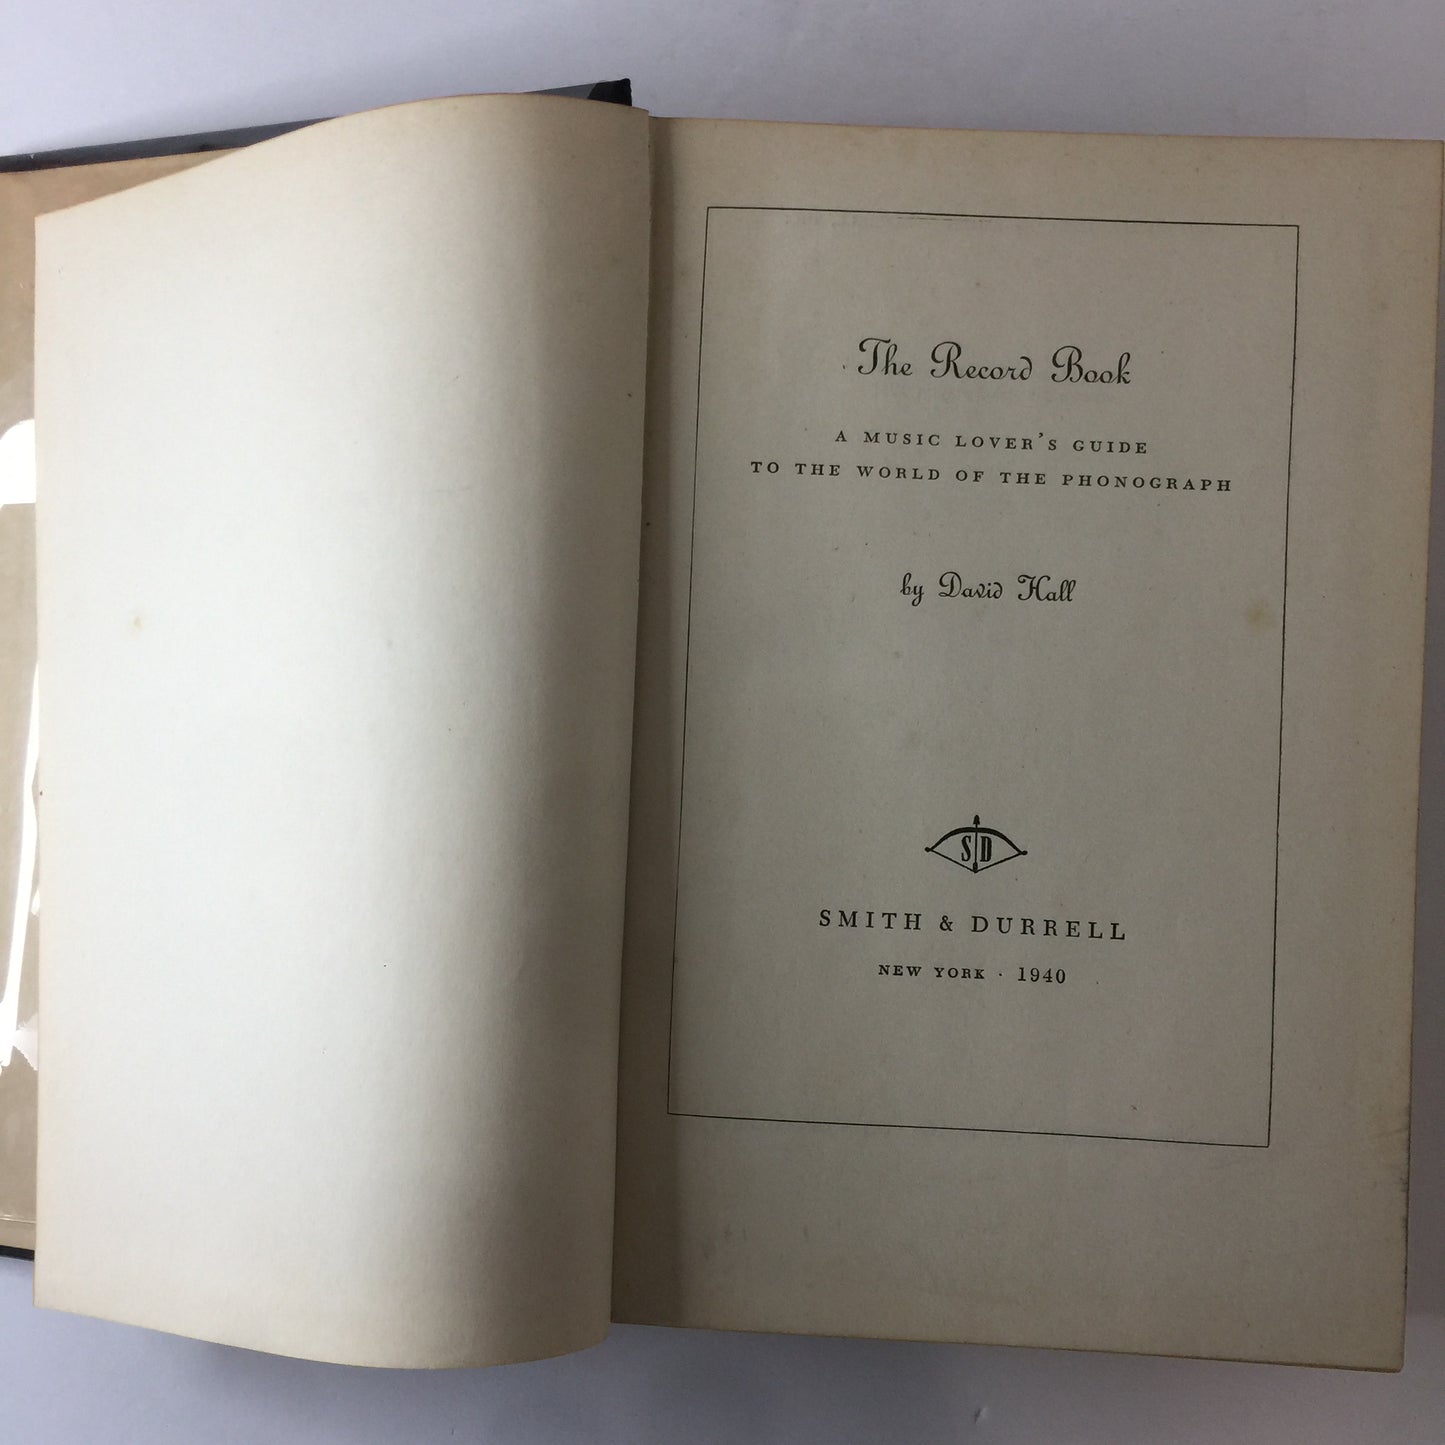 The Record Book
A MUSIC LOVER'S GUIDE
TO THE WORLD OF THE PHONOGRAPH
by David Hall
SD
SMITH & DURRELL
NEW YORK · 1940